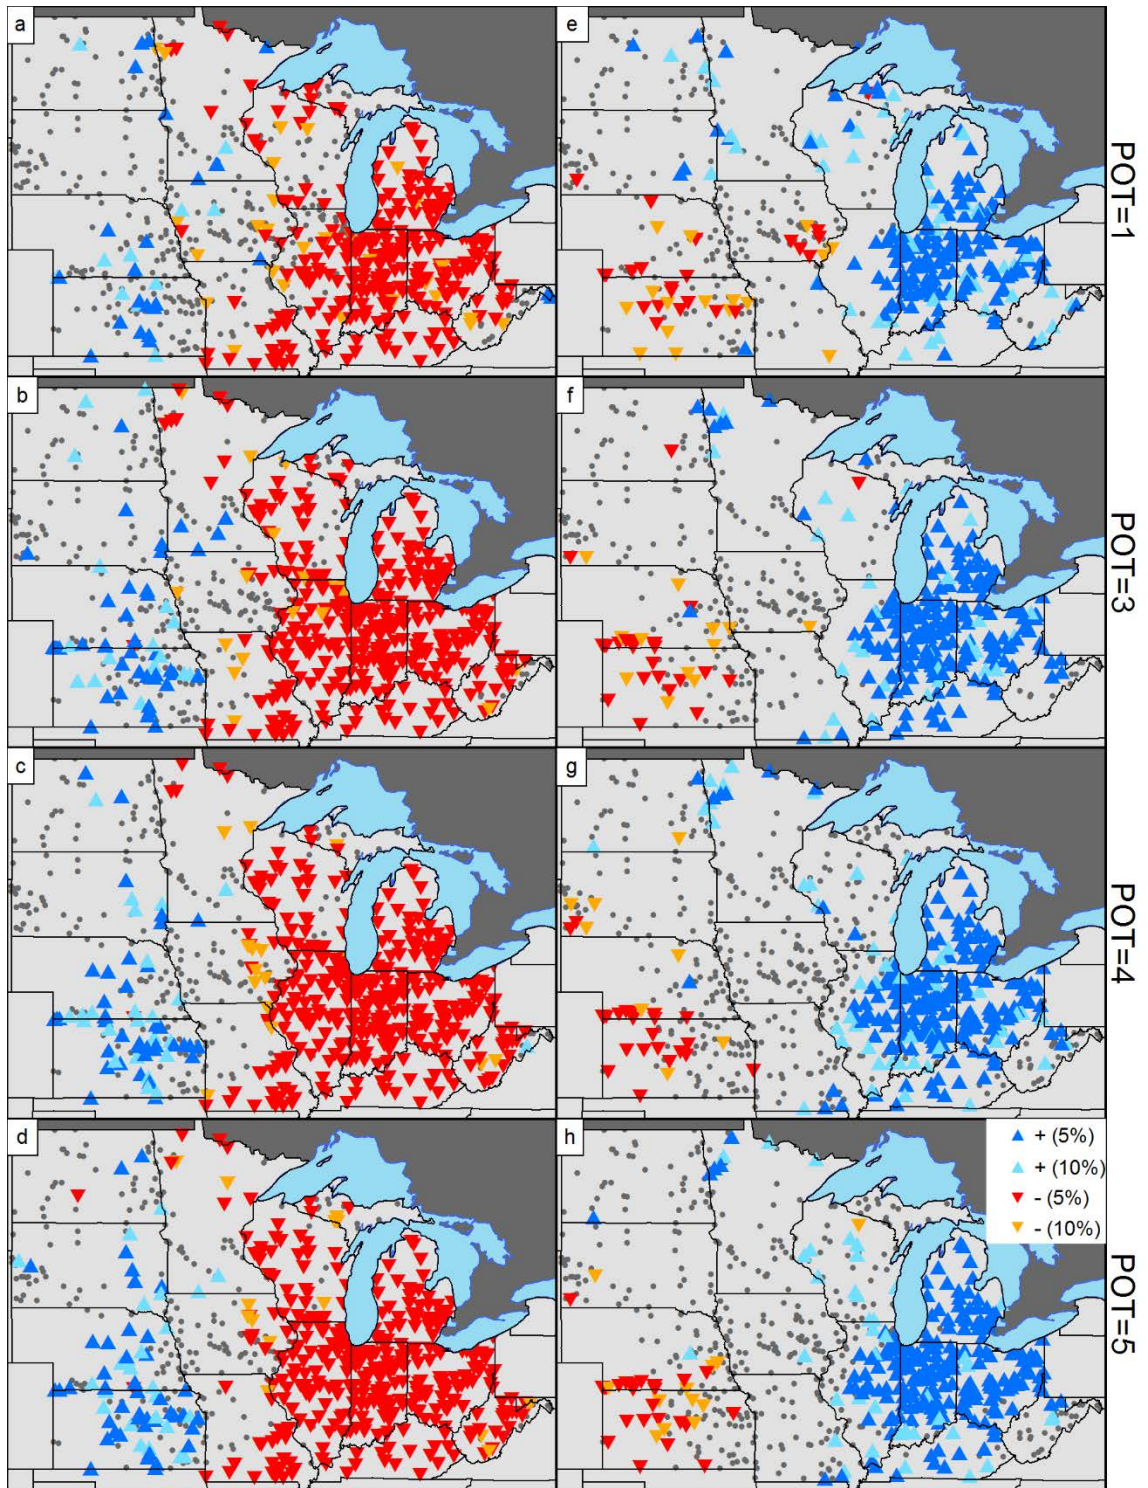 a
e
POT=1
b
f
POT=3
c
g
POT=4
d
h
+ (5%)
+ (10%)
- (5%)
- (10%)
POT=5